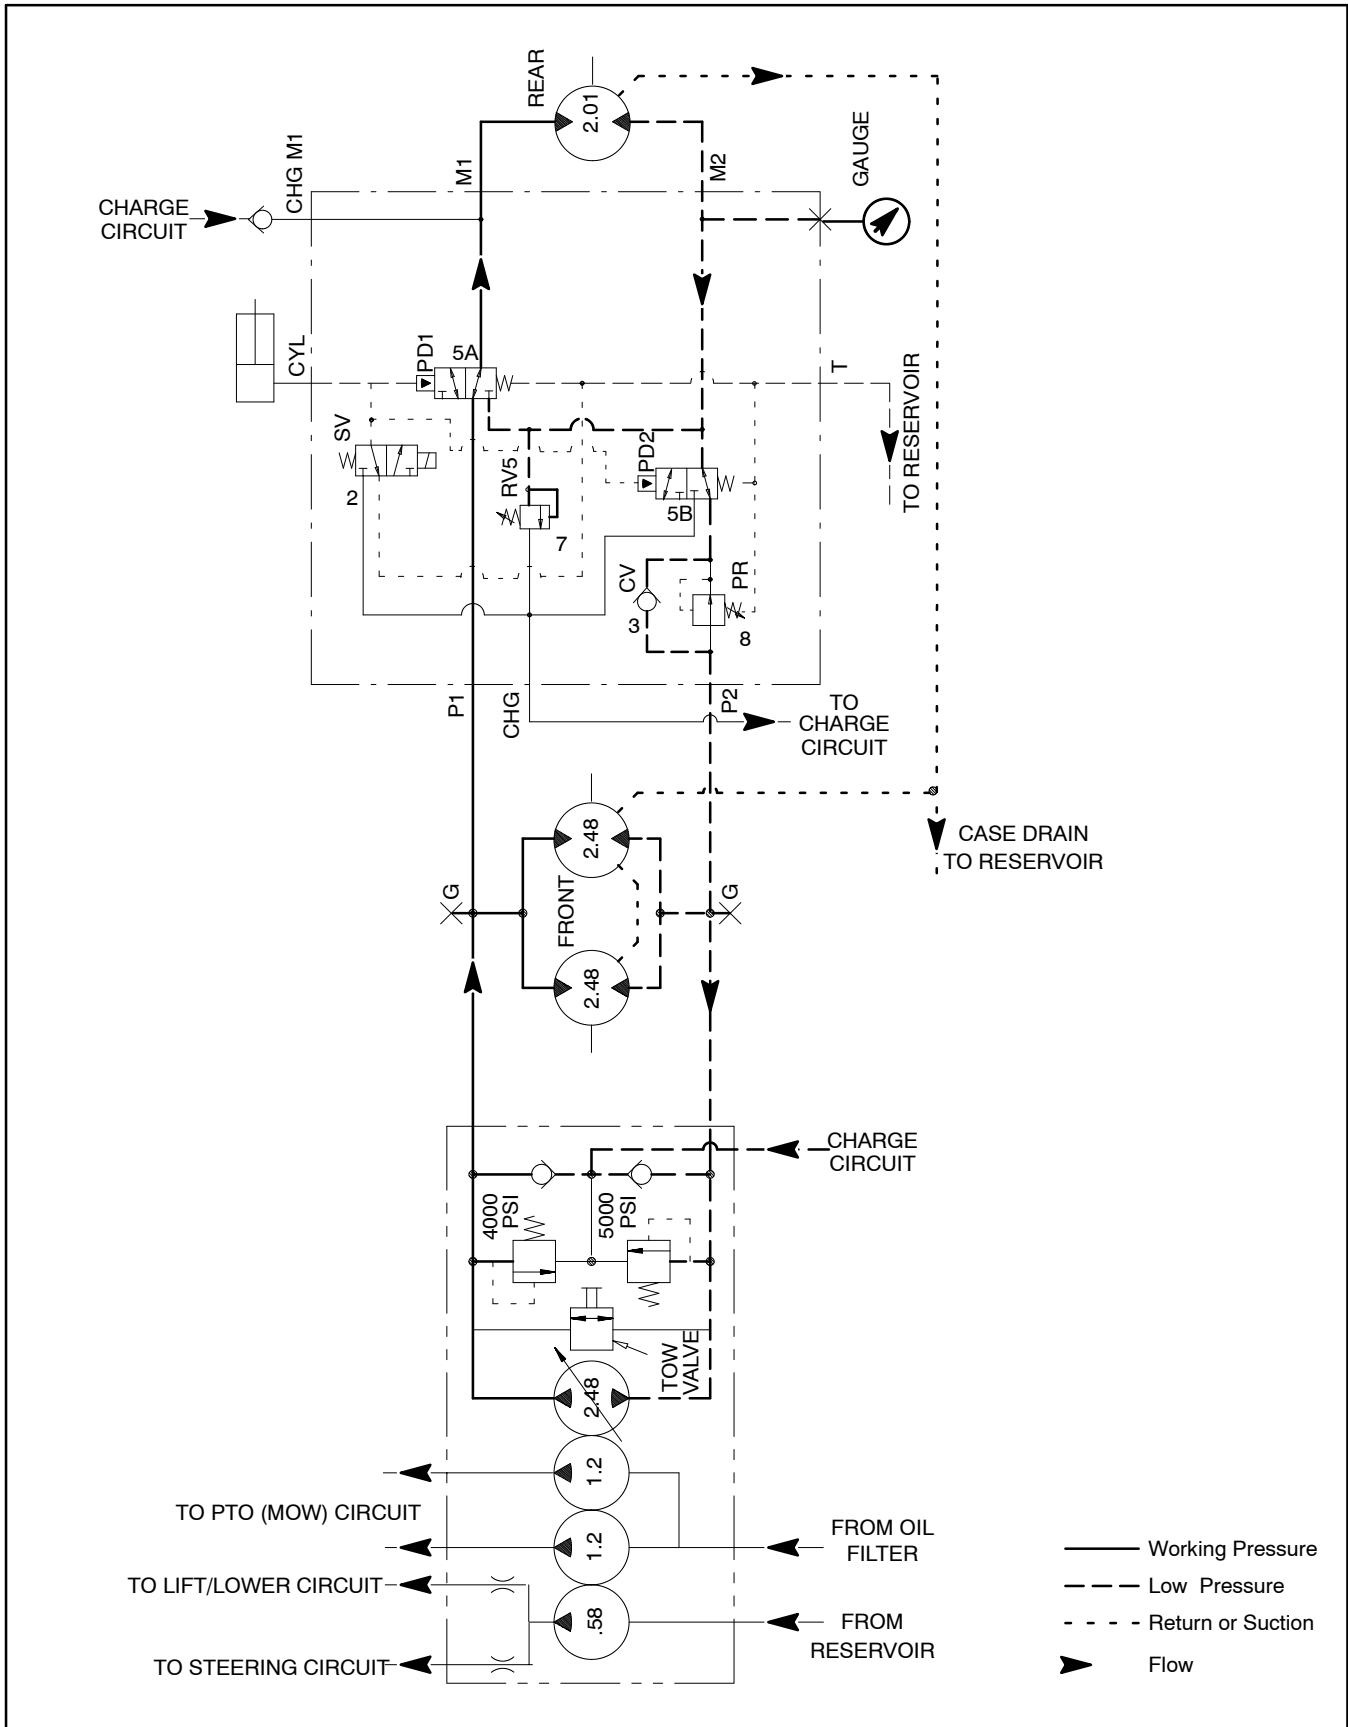 REAR
2.01
GAUGE
CHG M1
M1
M2
CHARGE
CIRCUIT
CYL
PD1
5A
T
TO RESERVOIR
SV
2
RV5
7
PD2
5B
CV
3
PR
8
P1
CHG
P2
TO
CHARGE
CIRCUIT
2.48
CASE DRAIN
TO RESERVOIR
G
FRONT
G
2.48
CHARGE
CIRCUIT
4000
PSI
5000
PSI
TOW
VALVE
2.48
1.2
TO PTO (MOW) CIRCUIT
1.2
FROM OIL
FILTER
TO LIFT/LOWER CIRCUIT
.58
FROM
RESERVOIR
TO STEERING CIRCUIT
Working Pressure
Low Pressure
Return or Suction
Flow